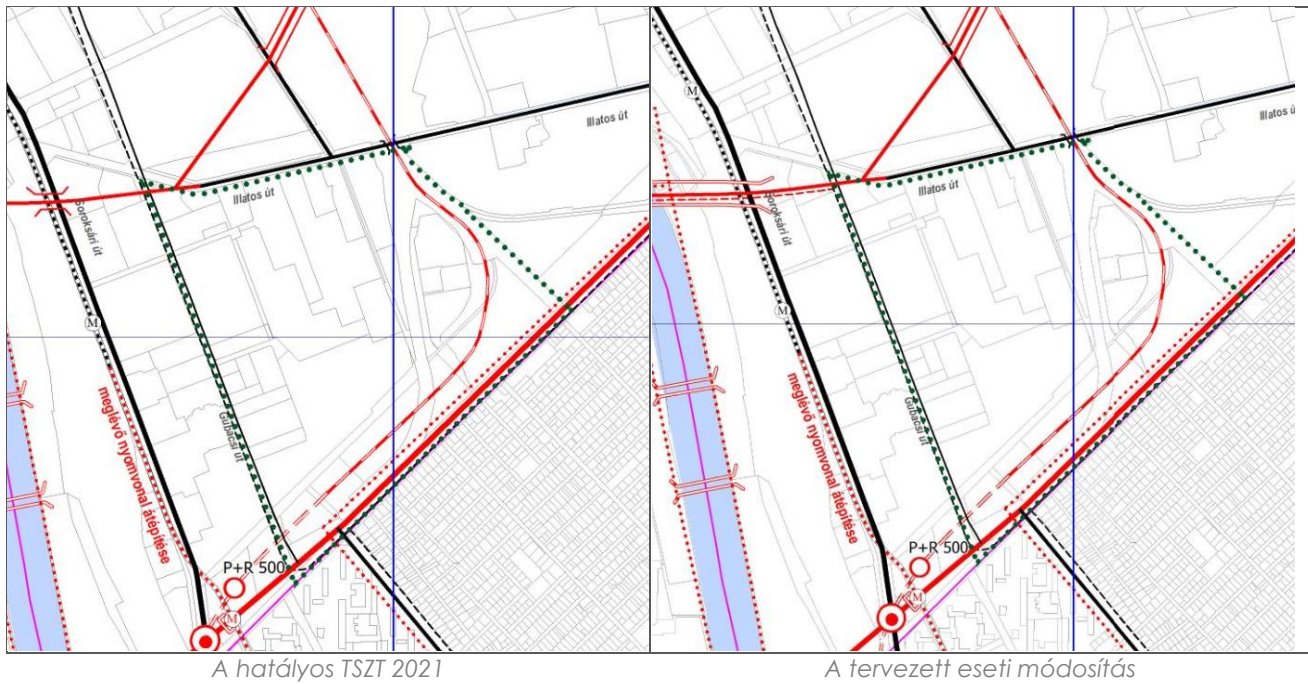 Illatos út
Illatos út
Soroksári út
M
Gubacsi út
meglévő nyomvonal átépítése
P+R 500
M
A hatályos TSZT 2021
M
Illatos út
Illatos út
Soroksári út
M
Gubacsi út
meglévő nyomvonal átépítése
P+R 500
M
A tervezett eseti módosítás